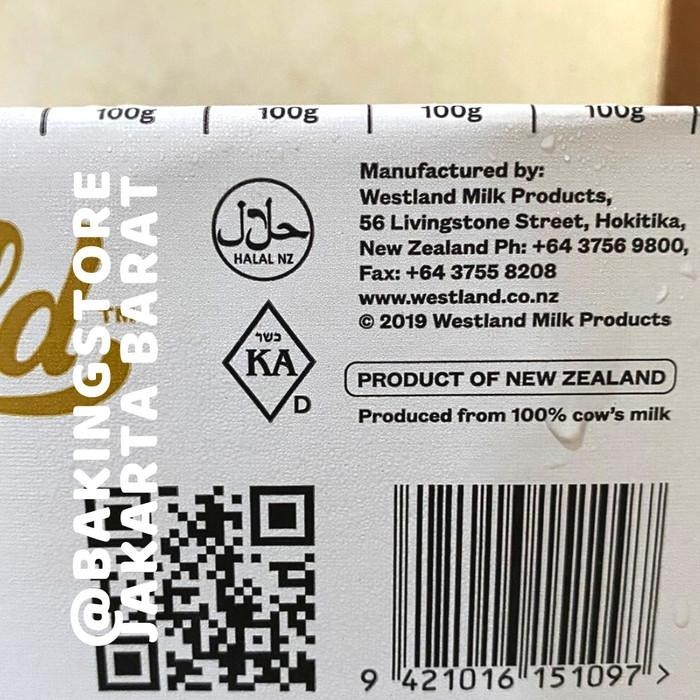 100g 100g 100g 100g
Manufactured by:
Westland Milk Products,
56 Livingstone Street, Hokitika,
New Zealand Ph: +64 3756 9800,
Fax: +64 3755 8208
www.westland.co.nz
© 2019 Westland Milk Products
حلال
HALAL NZ
כשר
KA
D
PRODUCT OF NEW ZEALAND
Produced from 100% cow's milk
ld™
@BAKINGSTORE
JAKARTA BARAT
9 421016 151097 >